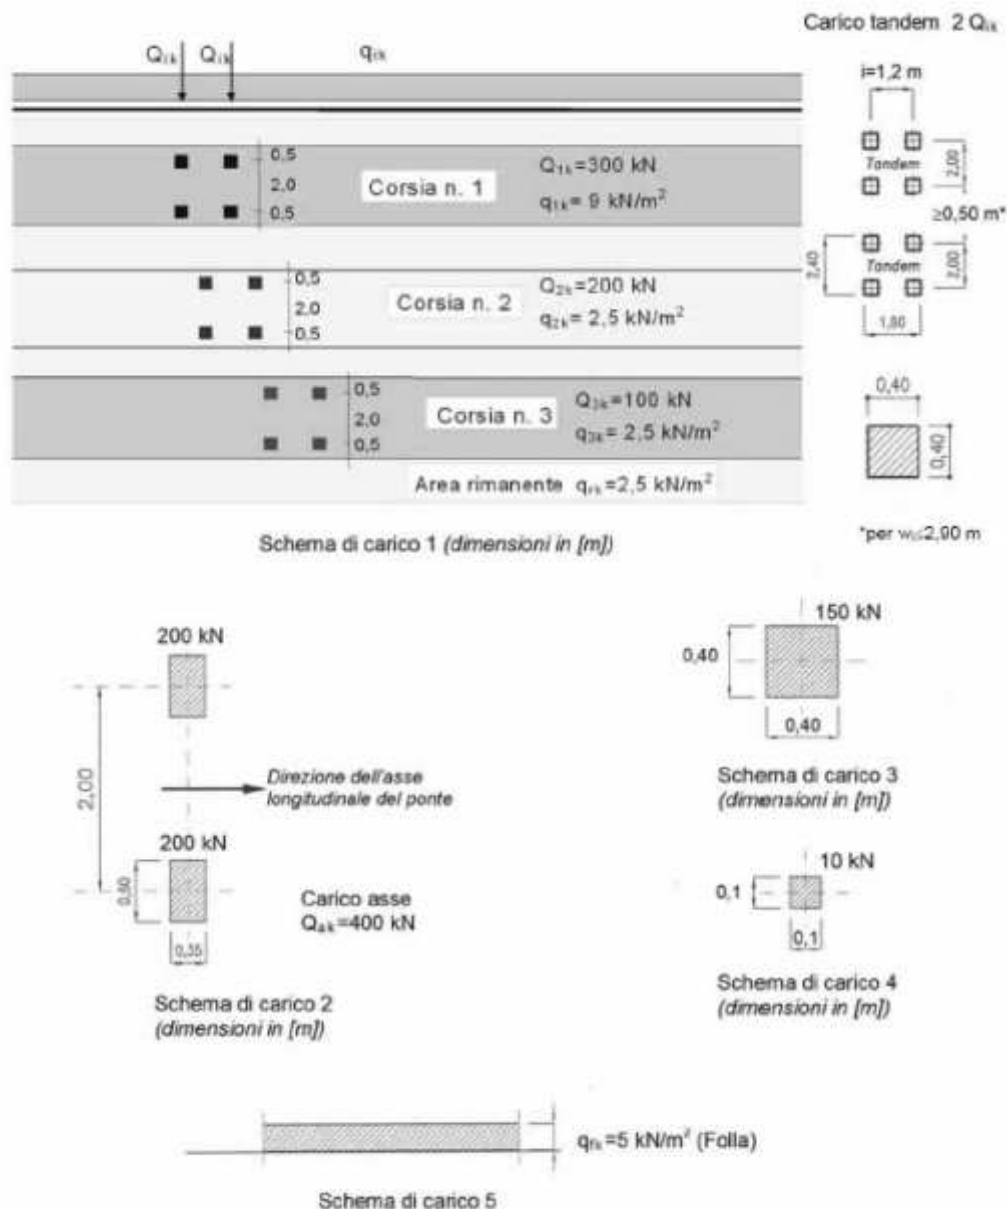 Carico tandem 2 Qik
Qik Qik qik
i=1,2 m
Tandem
2,00
≥0,50 m*
Tandem
2,00
2,40
1,60
0,5
2,0
0,5
Corsia n. 1
Q1k=300 kN
q1k= 9 kN/m²
0,5
2,0
0,5
Corsia n. 2
Q2k=200 kN
q2k= 2,5 kN/m²
0,5
2,0
0,5
Corsia n. 3
Q3k=100 kN
q3k= 2,5 kN/m²
0,40
0,40
Area rimanente qrk=2,5 kN/m²
*per wl≤2,90 m
Schema di carico 1 (dimensioni in [m])
200 kN
2,00
Direzione dell'asse
longitudinale del ponte
200 kN
0,60
0,35
Carico asse
Qak=400 kN
Schema di carico 2
(dimensioni in [m])
150 kN
0,40
0,40
Schema di carico 3
(dimensioni in [m])
10 kN
0,1
0,1
Schema di carico 4
(dimensioni in [m])
qfk=5 kN/m² (Folla)
Schema di carico 5